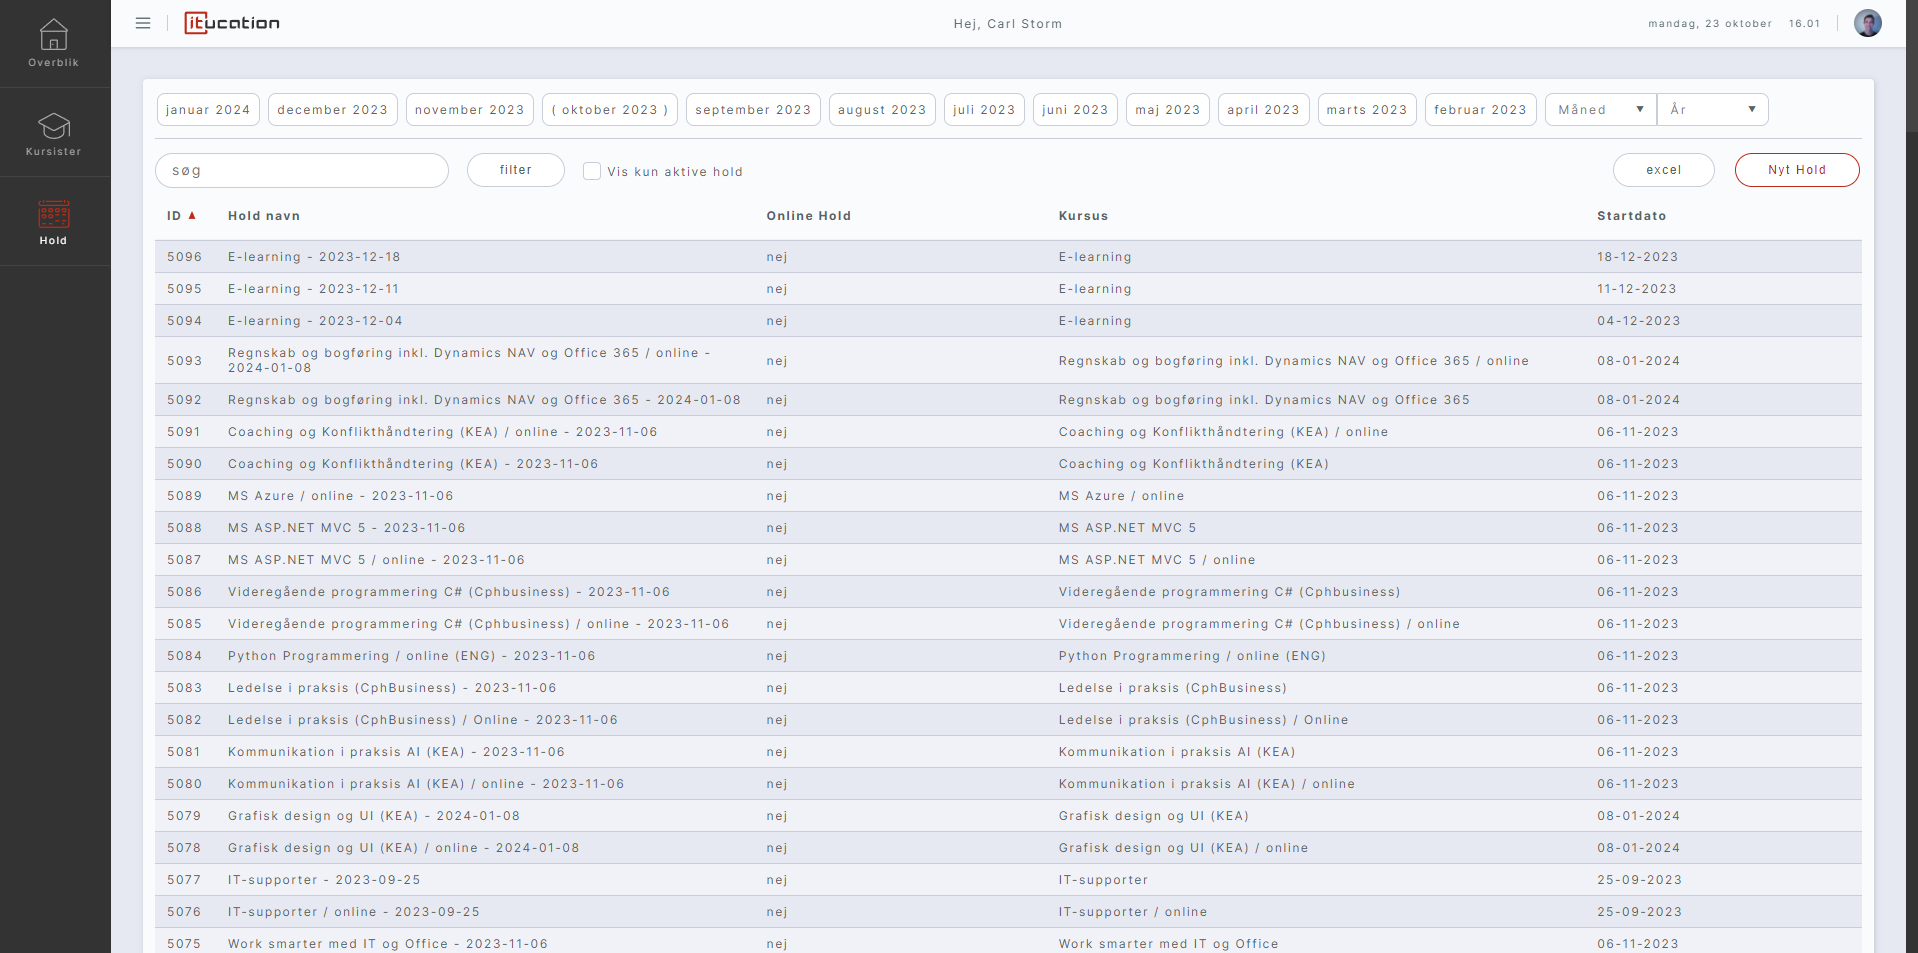 Overblik
Kursister
Hold
itucation
Hej, Carl Storm
mandag, 23 oktober 16.01
januar 2024 december 2023 november 2023 ( oktober 2023 ) september 2023 august 2023 juli 2023 juni 2023 maj 2023 april 2023 marts 2023 februar 2023 Måned ▼ År ▼
søg filter Vis kun aktive hold excel Nyt Hold
ID ▲ Hold navn Online Hold Kursus Startdato
5096 E-learning - 2023-12-18 nej E-learning 18-12-2023
5095 E-learning - 2023-12-11 nej E-learning 11-12-2023
5094 E-learning - 2023-12-04 nej E-learning 04-12-2023
5093 Regnskab og bogføring inkl. Dynamics NAV og Office 365 / online -
2024-01-08 nej Regnskab og bogføring inkl. Dynamics NAV og Office 365 / online 08-01-2024
5092 Regnskab og bogføring inkl. Dynamics NAV og Office 365 - 2024-01-08 nej Regnskab og bogføring inkl. Dynamics NAV og Office 365 08-01-2024
5091 Coaching og Konflikthåndtering (KEA) / online - 2023-11-06 nej Coaching og Konflikthåndtering (KEA) / online 06-11-2023
5090 Coaching og Konflikthåndtering (KEA) - 2023-11-06 nej Coaching og Konflikthåndtering (KEA) 06-11-2023
5089 MS Azure / online - 2023-11-06 nej MS Azure / online 06-11-2023
5088 MS ASP.NET MVC 5 - 2023-11-06 nej MS ASP.NET MVC 5 06-11-2023
5087 MS ASP.NET MVC 5 / online - 2023-11-06 nej MS ASP.NET MVC 5 / online 06-11-2023
5086 Videregående programmering C# (Cphbusiness) - 2023-11-06 nej Videregående programmering C# (Cphbusiness) 06-11-2023
5085 Videregående programmering C# (Cphbusiness) / online - 2023-11-06 nej Videregående programmering C# (Cphbusiness) / online 06-11-2023
5084 Python Programmering / online (ENG) - 2023-11-06 nej Python Programmering / online (ENG) 06-11-2023
5083 Ledelse i praksis (CphBusiness) - 2023-11-06 nej Ledelse i praksis (CphBusiness) 06-11-2023
5082 Ledelse i praksis (CphBusiness) / Online - 2023-11-06 nej Ledelse i praksis (CphBusiness) / Online 06-11-2023
5081 Kommunikation i praksis AI (KEA) - 2023-11-06 nej Kommunikation i praksis AI (KEA) 06-11-2023
5080 Kommunikation i praksis AI (KEA) / online - 2023-11-06 nej Kommunikation i praksis AI (KEA) / online 06-11-2023
5079 Grafisk design og UI (KEA) - 2024-01-08 nej Grafisk design og UI (KEA) 08-01-2024
5078 Grafisk design og UI (KEA) / online - 2024-01-08 nej Grafisk design og UI (KEA) / online 08-01-2024
5077 IT-supporter - 2023-09-25 nej IT-supporter 25-09-2023
5076 IT-supporter / online - 2023-09-25 nej IT-supporter / online 25-09-2023
5075 Work smarter med IT og Office - 2023-11-06 nej Work smarter med IT og Office 06-11-2023